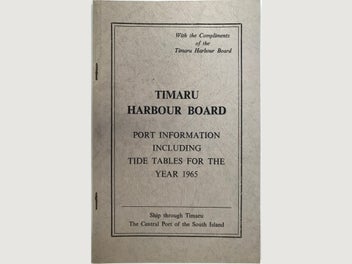 With the Compliments
of the
Timaru Harbour Board
TIMARU
HARBOUR BOARD
PORT INFORMATION
INCLUDING
TIDE TABLES FOR THE
YEAR 1965
Ship through Timaru
The Central Port of the South Island